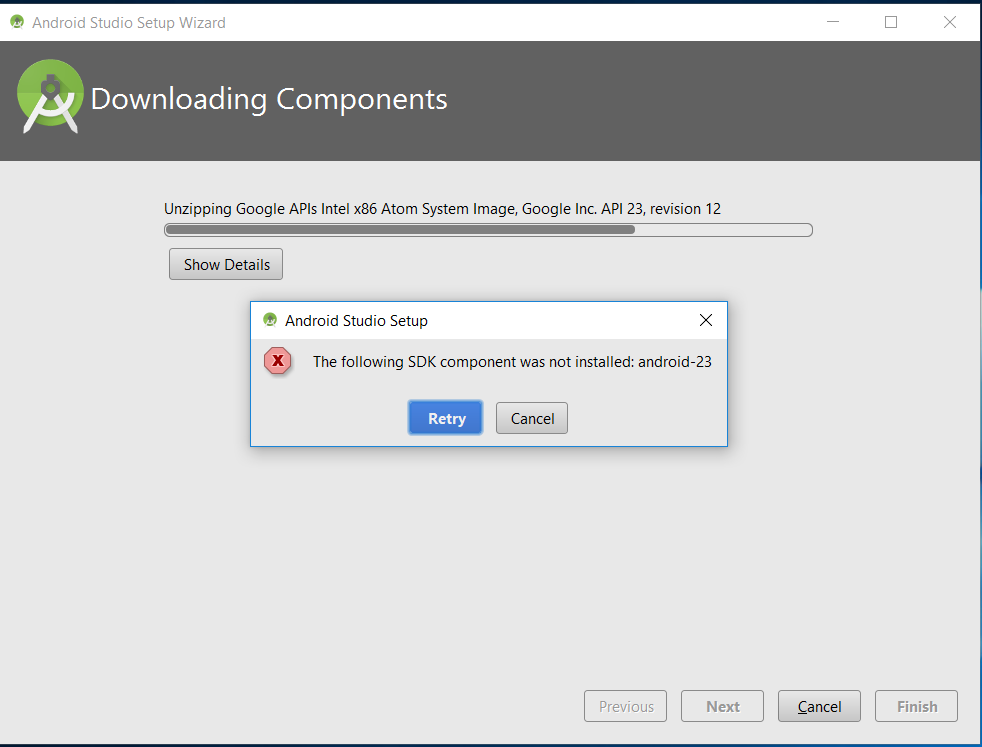 Android Studio Setup Wizard
Downloading Components
Unzipping Google APIs Intel x86 Atom System Image, Google Inc. API 23, revision 12
Show Details
Android Studio Setup
The following SDK component was not installed: android-23
Retry Cancel
Previous Next Cancel Finish